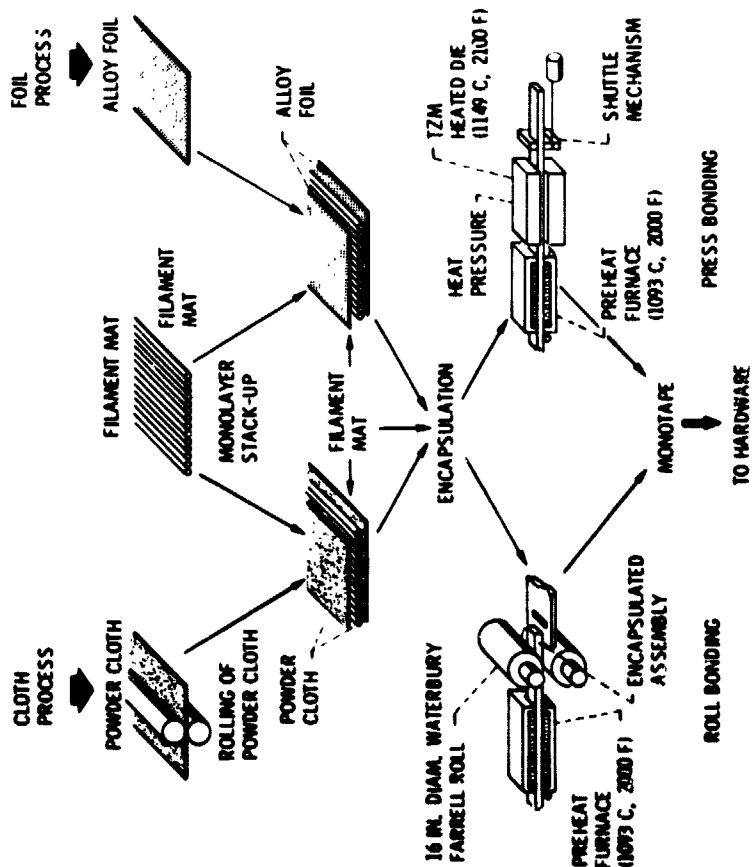 CLOTH
PROCESS
FOIL
PROCESS
POWDER CLOTH
FILAMENT MAT
ALLOY FOIL
ROLLING OF
POWDER CLOTH
FILAMENT
MAT
MONOLAYER
STACK-UP
POWDER
CLOTH
FILAMENT
MAT
ALLOY
FOIL
ENCAPSULATION
16 IN. DIAM. WATERBURY
FARRELL ROLL
HEAT
PRESSURE
TZM
HEATED DIE
(1149 C, 2100 F)
PREHEAT
FURNACE
(1093 C, 2000 F)
ENCAPSULATED
ASSEMBLY
PREHEAT
FURNACE
(1093 C, 2000 F)
SHUTTLE
MECHANISM
ROLL BONDING
MONOTAPE
PRESS BONDING
TO HARDWARE